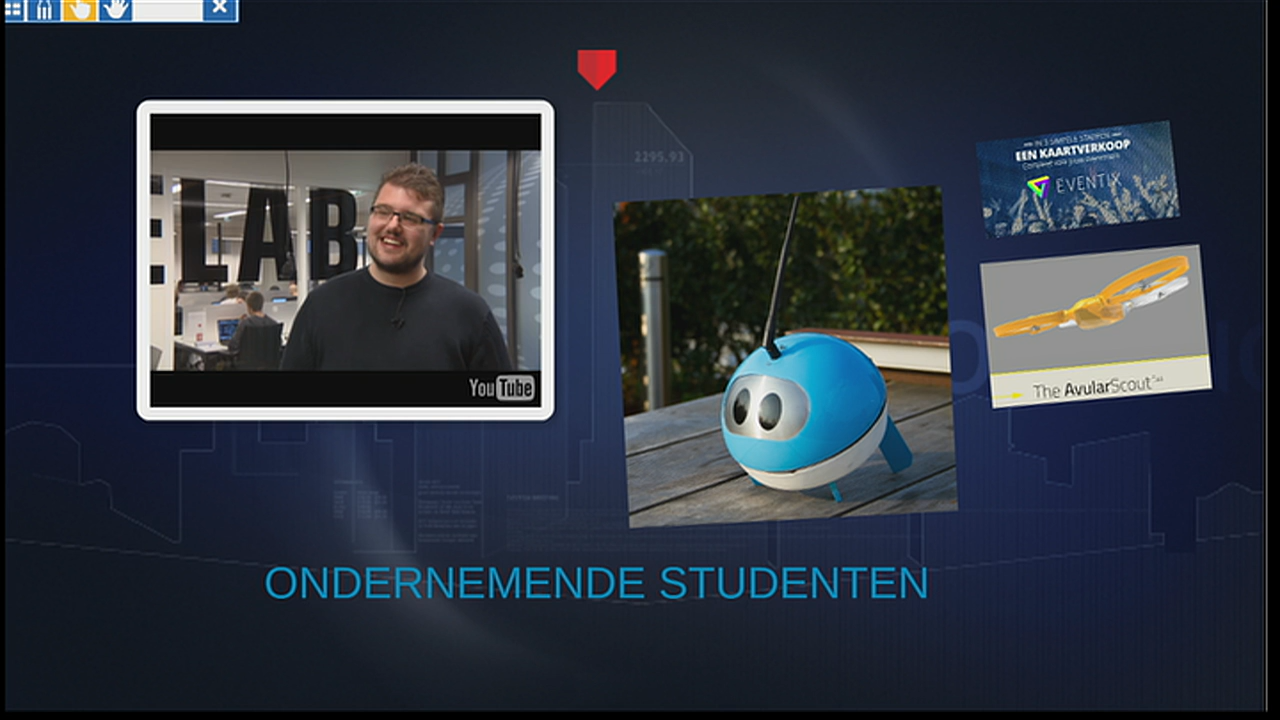 2295.93
LAB
YouTube
IN 3 SIMPELE STAPPEN
EEN KAARTVERKOOP
EVENTIX
The AvularScout
ONDERNEMENDE STUDENTEN